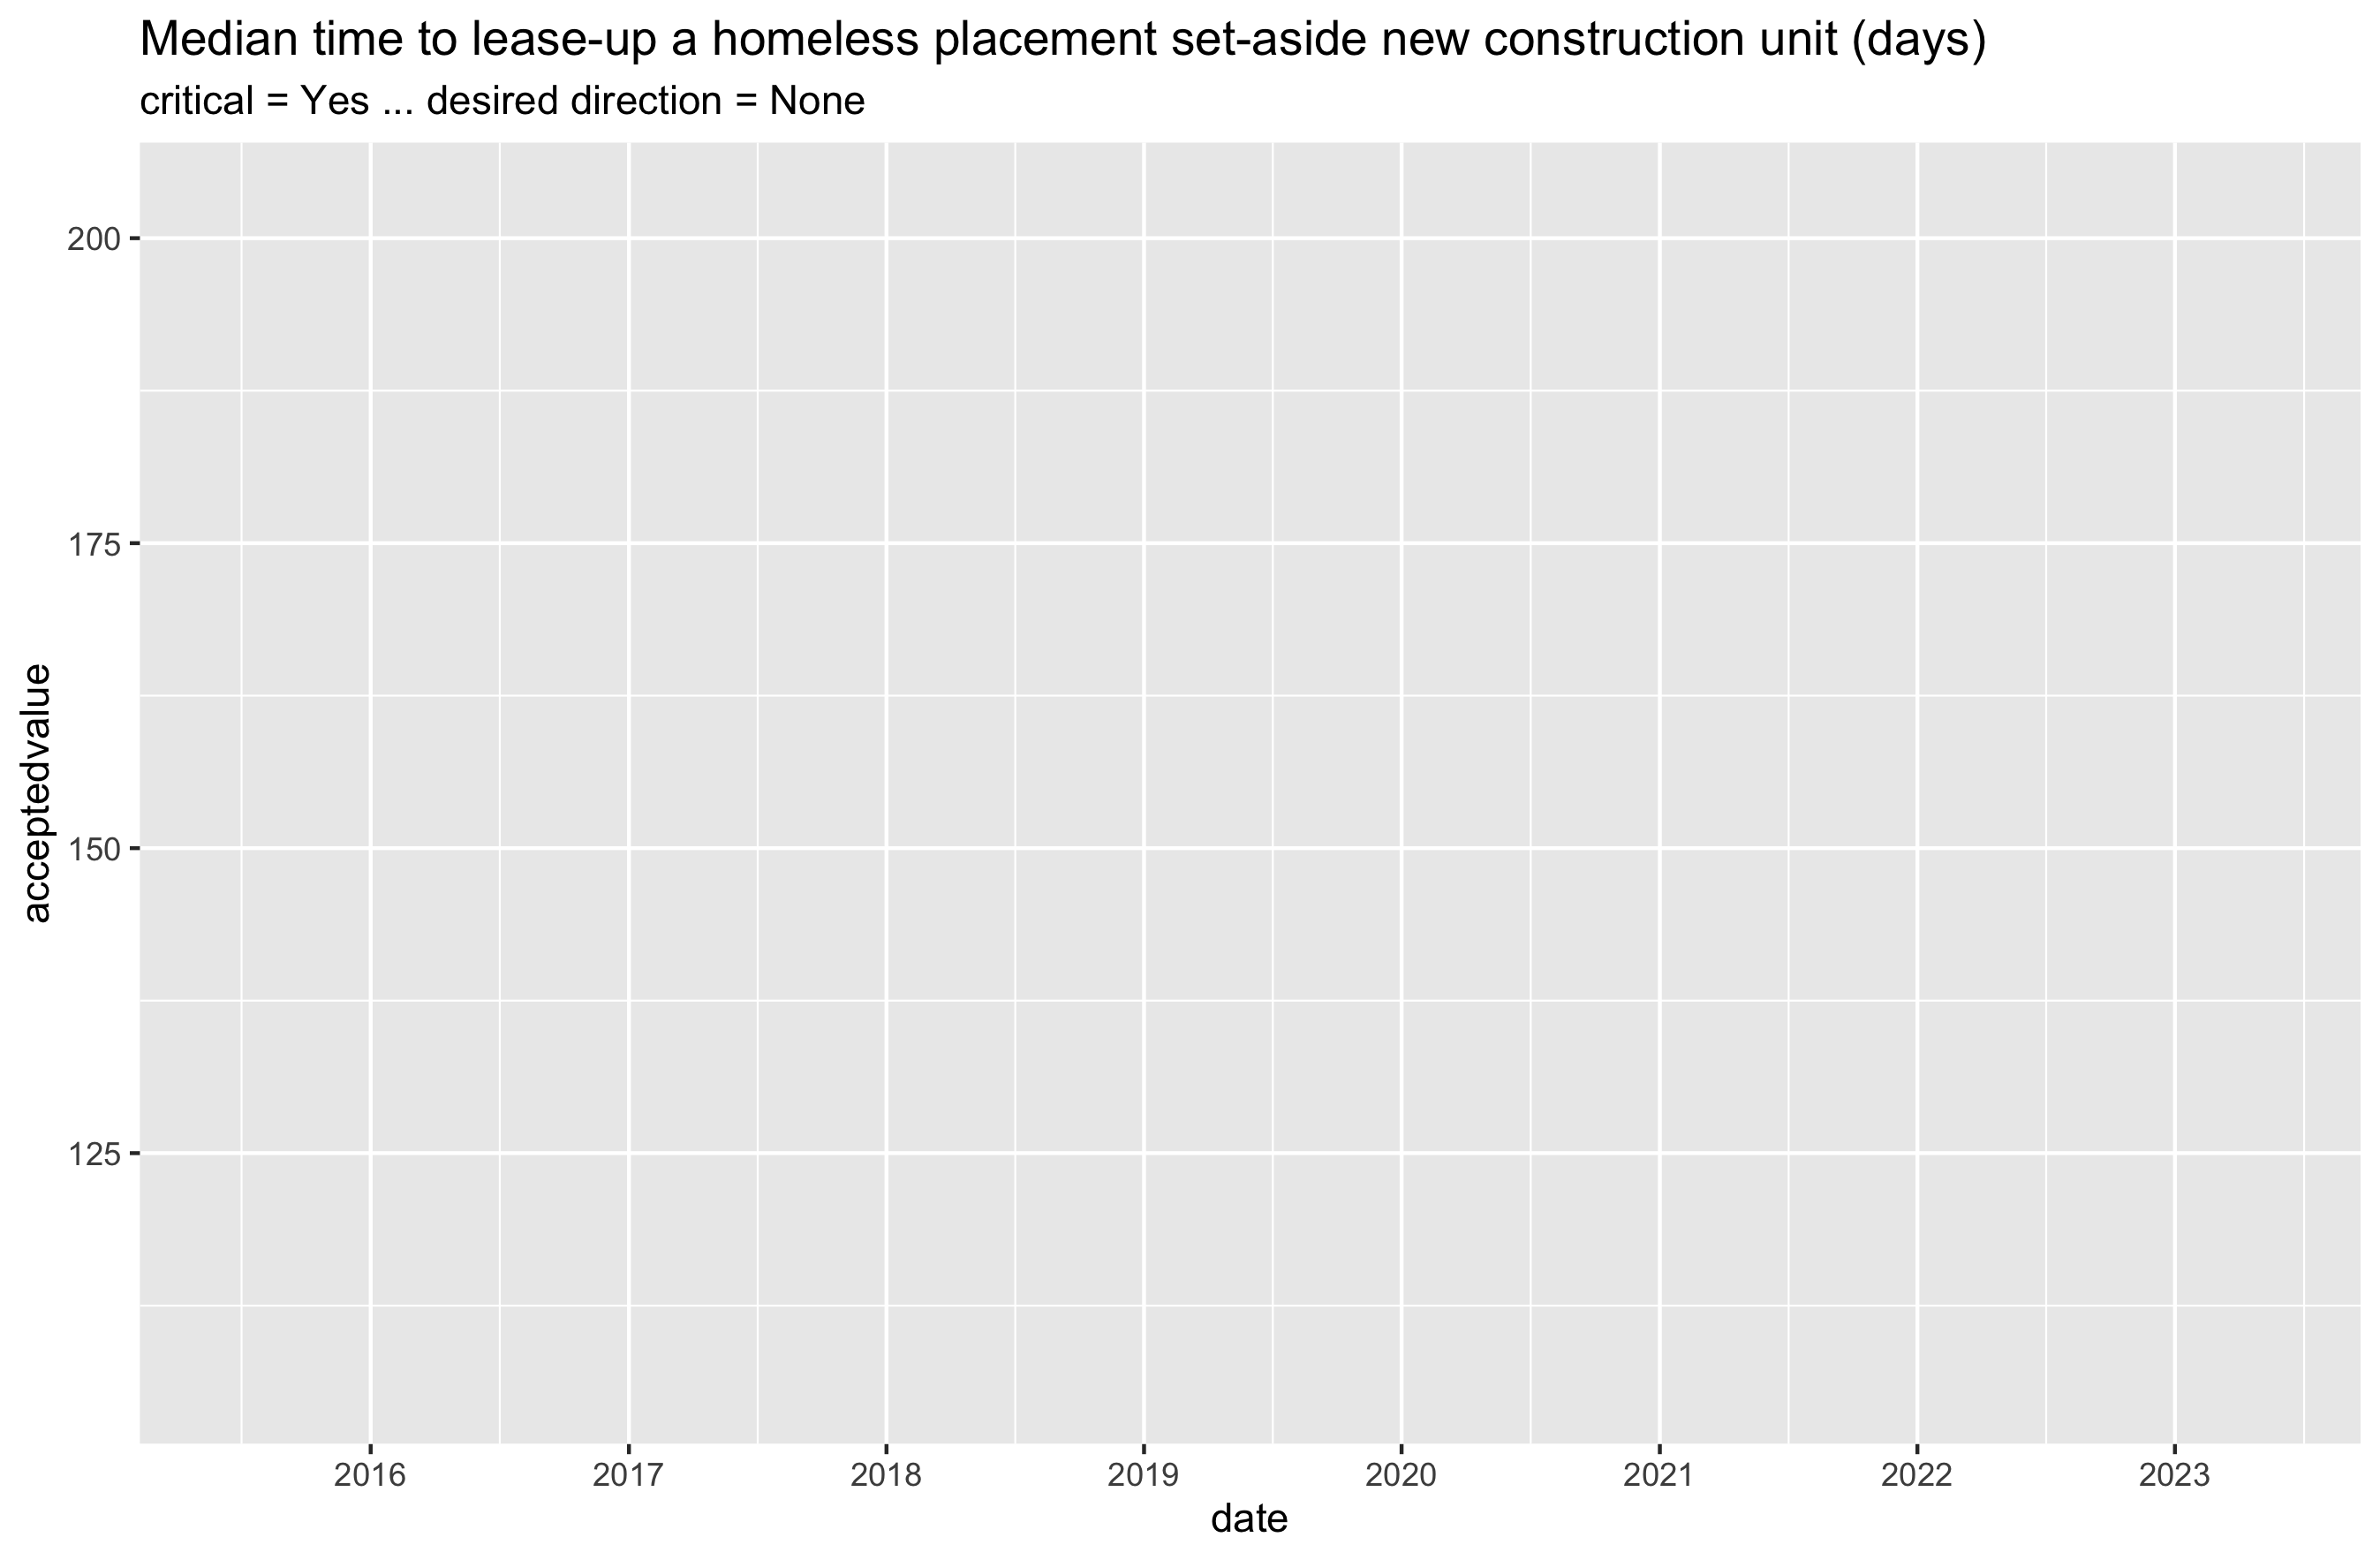 Median time to lease-up a homeless placement set-aside new construction unit (days)
critical = Yes ... desired direction = None
acceptedvalue
200
175
150
125
2016 2017 2018 2019 2020 2021 2022 2023
date